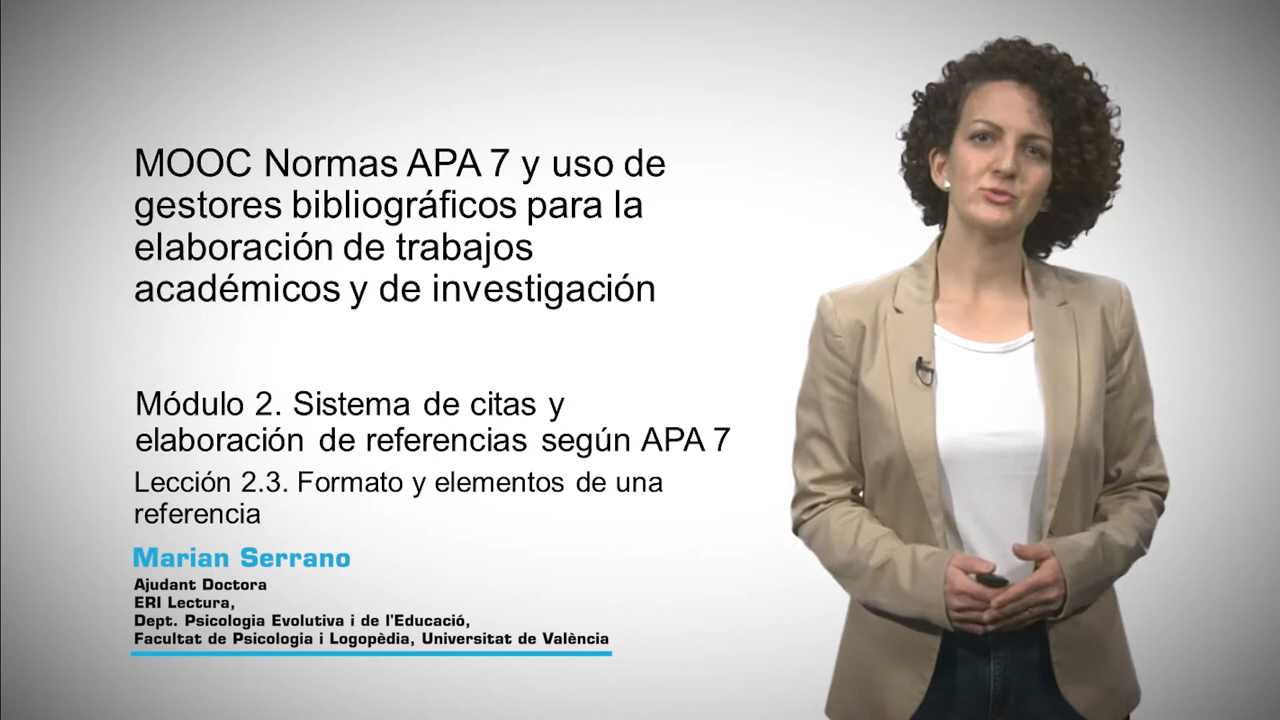 MOOC Normas APA 7 y uso de
gestores bibliográficos para la
elaboración de trabajos
académicos y de investigación
Módulo 2. Sistema de citas y
elaboración de referencias según APA 7
Lección 2.3. Formato y elementos de una
referencia
Marian Serrano
Ajudant Doctora
ERI Lectura,
Dept. Psicologia Evolutiva i de l'Educació,
Facultat de Psicologia i Logopèdia, Universitat de València